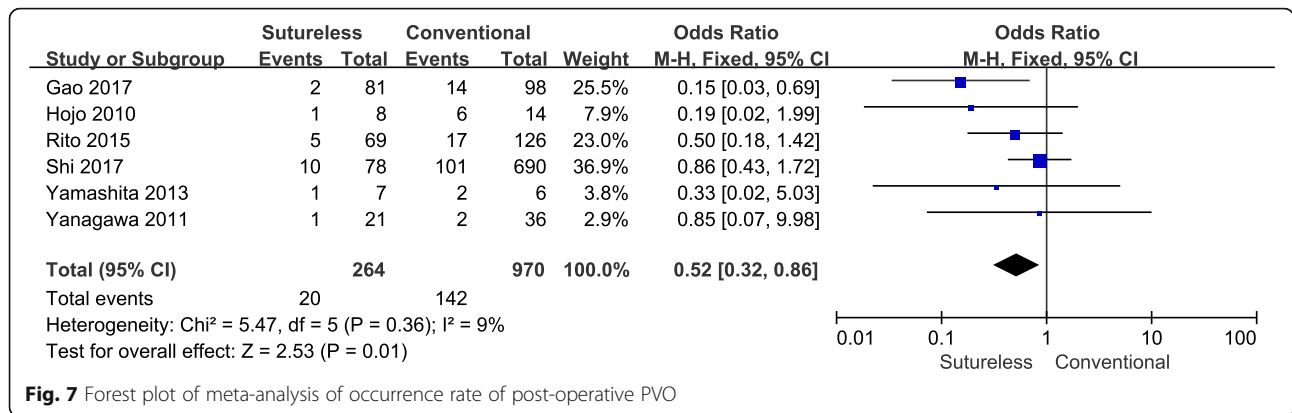 Sutureless Conventional Odds Ratio Odds Ratio
Study or Subgroup Events Total Events Total Weight M-H, Fixed, 95% CI M-H, Fixed, 95% CI
Gao 2017 2 81 14 98 25.5% 0.15 [0.03, 0.69]
Hojo 2010 1 8 6 14 7.9% 0.19 [0.02, 1.99]
Rito 2015 5 69 17 126 23.0% 0.50 [0.18, 1.42]
Shi 2017 10 78 101 690 36.9% 0.86 [0.43, 1.72]
Yamashita 2013 1 7 2 6 3.8% 0.33 [0.02, 5.03]
Yanagawa 2011 1 21 2 36 2.9% 0.85 [0.07, 9.98]
Total (95% CI) 264 970 100.0% 0.52 [0.32, 0.86]
Total events 20 142
Heterogeneity: Chi² = 5.47, df = 5 (P = 0.36); I² = 9%
Test for overall effect: Z = 2.53 (P = 0.01)
0.01 0.1 1 10 100
Sutureless Conventional
Fig. 7 Forest plot of meta-analysis of occurrence rate of post-operative PVO